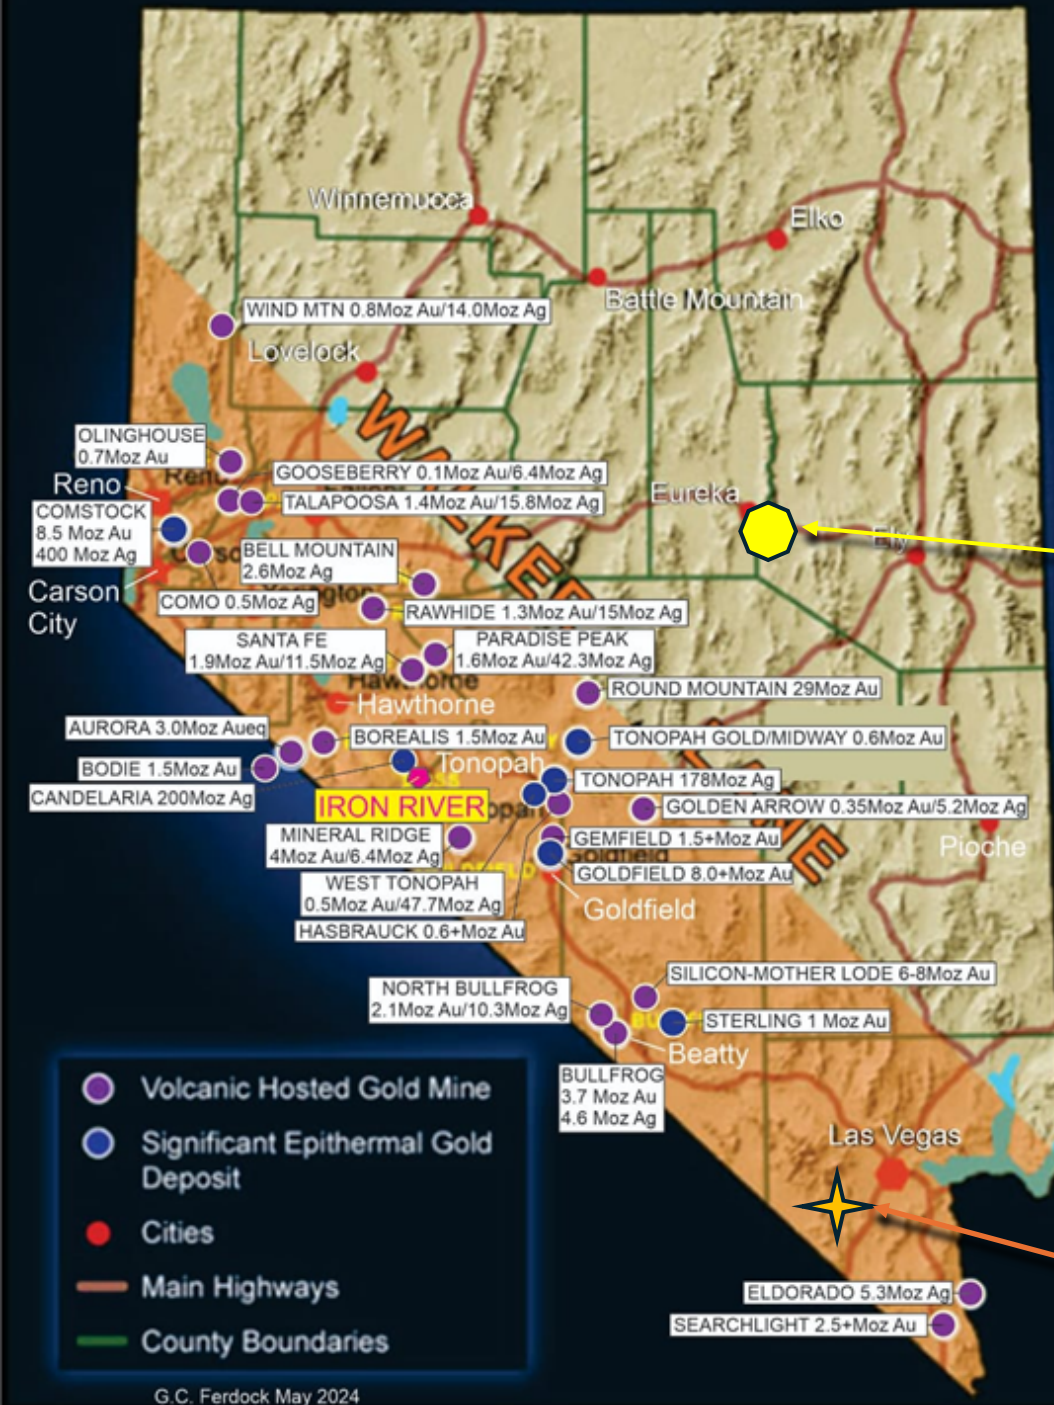 Winnemucca
Elko
Battle Mountain
WIND MTN 0.8Moz Au/14.0Moz Ag
Lovelock
WALKER
LANE
OLINGHOUSE
0.7Moz Au
Reno
Reno
GOOSEBERRY 0.1Moz Au/6.4Moz Ag
TALAPOOSA 1.4Moz Au/15.8Moz Ag
Eureka
COMSTOCK
8.5 Moz Au
400 Moz Ag
Ely
BELL MOUNTAIN
2.6Moz Ag
Carson
City
COMO 0.5Moz Ag
RAWHIDE 1.3Moz Au/15Moz Ag
SANTA FE
1.9Moz Au/11.5Moz Ag
PARADISE PEAK
1.6Moz Au/42.3Moz Ag
Hawthorne
Hawthorne
ROUND MOUNTAIN 29Moz Au
AURORA 3.0Moz Aueq
BOREALIS 1.5Moz Au
TONOPAH GOLD/MIDWAY 0.6Moz Au
BODIE 1.5Moz Au
Tonopah
TONOPAH 178Moz Ag
CANDELARIA 200Moz Ag
IRON RIVER
GOLDEN ARROW 0.35Moz Au/5.2Moz Ag
MINERAL RIDGE
4Moz Au/6.4Moz Ag
GEMFIELD 1.5+Moz Au
Pioche
Goldfield
GOLDFIELD 8.0+Moz Au
WEST TONOPAH
0.5Moz Au/47.7Moz Ag
Goldfield
HASBRAUCK 0.6+Moz Au
SILICON-MOTHER LODE 6-8Moz Au
NORTH BULLFROG
2.1Moz Au/10.3Moz Ag
STERLING 1 Moz Au
Beatty
BULLFROG
3.7 Moz Au
4.6 Moz Ag
Las Vegas
ELDORADO 5.3Moz Ag
SEARCHLIGHT 2.5+Moz Au
Volcanic Hosted Gold Mine
Significant Epithermal Gold
Deposit
Cities
Main Highways
County Boundaries
G.C. Ferdock May 2024